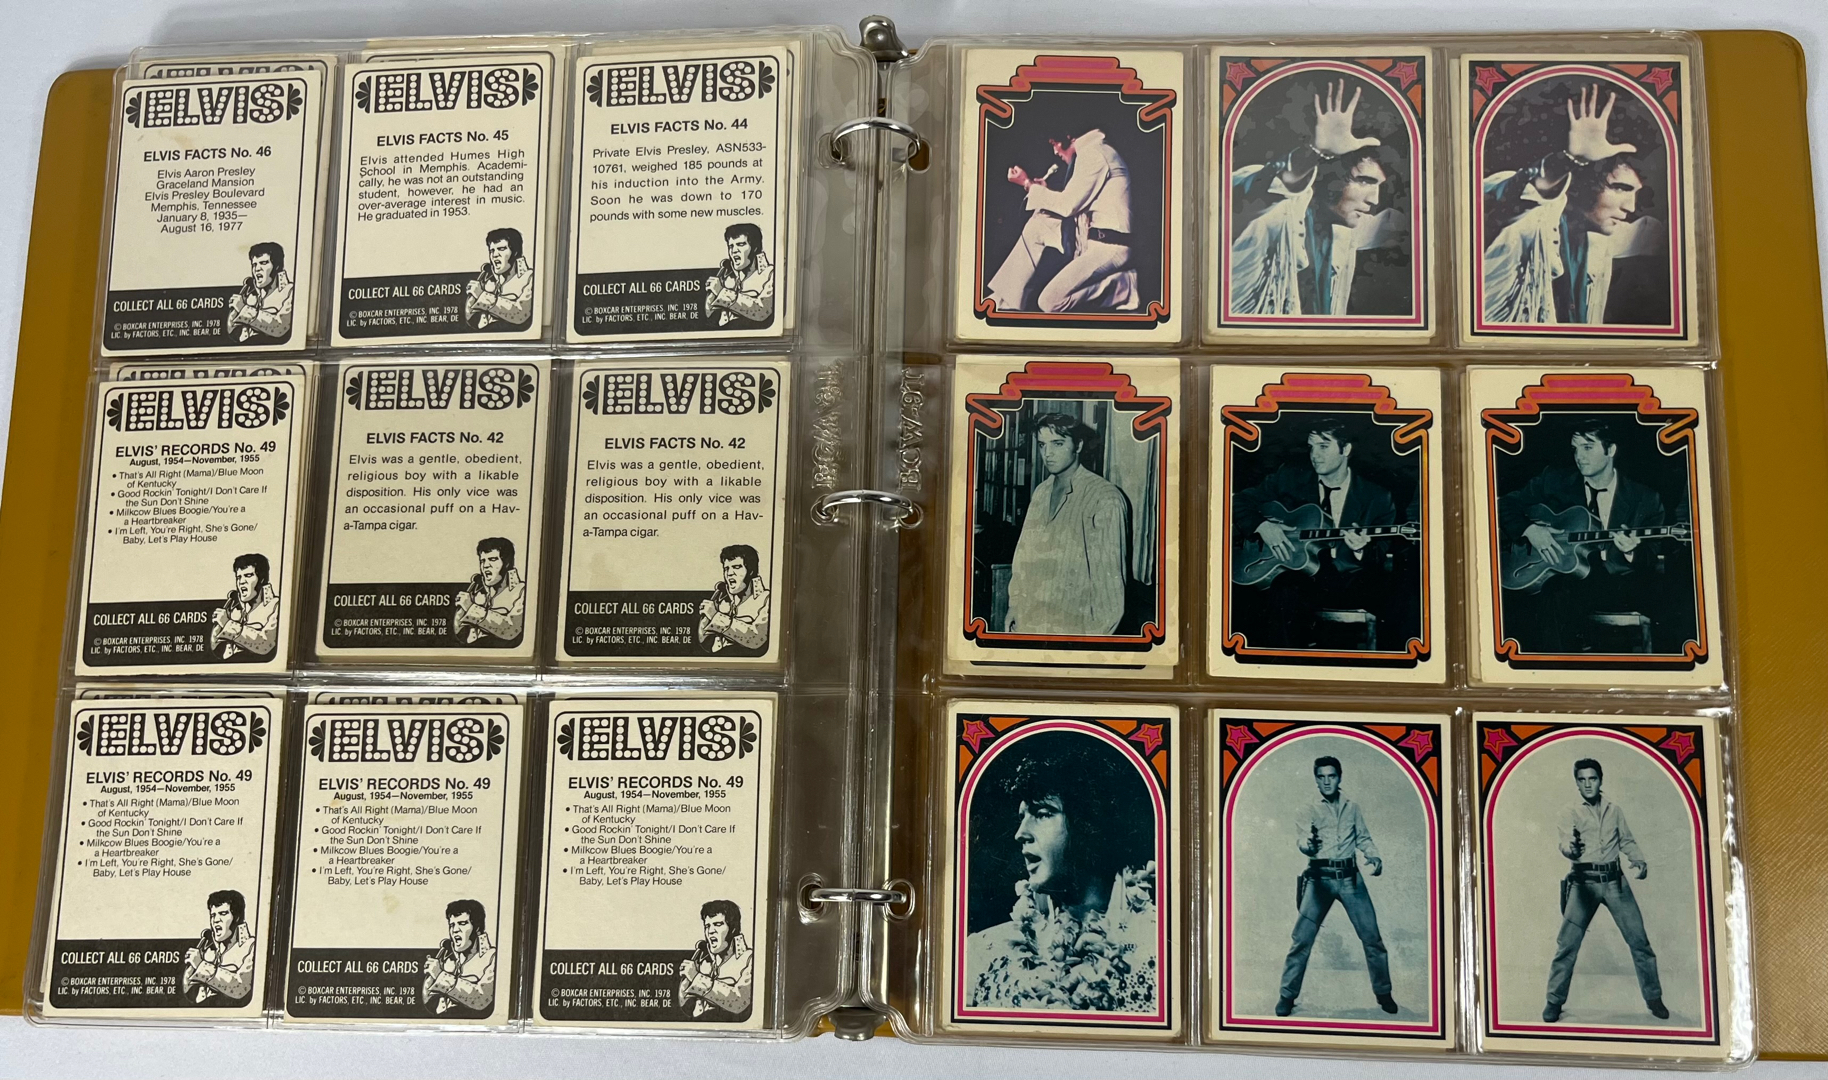 ELVIS
ELVIS FACTS No. 46
Elvis Aaron Presley
Graceland Mansion
Elvis Presley Boulevard
Memphis, Tennessee
January 8, 1935—
August 16, 1977
COLLECT ALL 66 CARDS
© BOXCAR ENTERPRISES, INC. 1978
LIC. by FACTORS, ETC., INC. BEAR, DE
ELVIS
ELVIS FACTS No. 45
Elvis attended Humes High
School in Memphis. Academi-
cally, he was not an outstanding
student, however, he had an
over-average interest in music.
He graduated in 1953.
COLLECT ALL 66 CARDS
© BOXCAR ENTERPRISES, INC. 1978
LIC. by FACTORS, ETC., INC. BEAR, DE
ELVIS
ELVIS FACTS No. 44
Private Elvis Presley, ASN533-
10761, weighed 185 pounds at
his induction into the Army.
Soon he was down to 170
pounds with some new muscles.
COLLECT ALL 66 CARDS
© BOXCAR ENTERPRISES, INC. 1978
LIC. by FACTORS, ETC., INC. BEAR, DE
ELVIS
ELVIS' RECORDS No. 49
August, 1954—November, 1955
• That's All Right (Mama)/Blue Moon
of Kentucky
• Good Rockin' Tonight/I Don't Care If
the Sun Don't Shine
• Milkcow Blues Boogie/You're a
a Heartbreaker
• I'm Left, You're Right, She's Gone/
Baby, Let's Play House
COLLECT ALL 66 CARDS
© BOXCAR ENTERPRISES, INC. 1978
LIC. by FACTORS, ETC., INC. BEAR, DE
ELVIS
ELVIS FACTS No. 42
Elvis was a gentle, obedient,
religious boy with a likable
disposition. His only vice was
an occasional puff on a Hav-
a-Tampa cigar.
COLLECT ALL 66 CARDS
© BOXCAR ENTERPRISES, INC. 1978
LIC. by FACTORS, ETC., INC. BEAR, DE
ELVIS
ELVIS FACTS No. 42
Elvis was a gentle, obedient,
religious boy with a likable
disposition. His only vice was
an occasional puff on a Hav-
a-Tampa cigar.
COLLECT ALL 66 CARDS
© BOXCAR ENTERPRISES, INC. 1978
LIC. by FACTORS, ETC., INC. BEAR, DE
ELVIS
ELVIS' RECORDS No. 49
August, 1954—November, 1955
• That's All Right (Mama)/Blue Moon
of Kentucky
• Good Rockin' Tonight/I Don't Care If
the Sun Don't Shine
• Milkcow Blues Boogie/You're a
a Heartbreaker
• I'm Left, You're Right, She's Gone/
Baby, Let's Play House
COLLECT ALL 66 CARDS
© BOXCAR ENTERPRISES, INC. 1978
LIC. by FACTORS, ETC., INC. BEAR, DE
ELVIS
ELVIS' RECORDS No. 49
August, 1954—November, 1955
• That's All Right (Mama)/Blue Moon
of Kentucky
• Good Rockin' Tonight/I Don't Care If
the Sun Don't Shine
• Milkcow Blues Boogie/You're a
a Heartbreaker
• I'm Left, You're Right, She's Gone/
Baby, Let's Play House
COLLECT ALL 66 CARDS
© BOXCAR ENTERPRISES, INC. 1978
LIC. by FACTORS, ETC., INC. BEAR, DE
ELVIS
ELVIS' RECORDS No. 49
August, 1954—November, 1955
• That's All Right (Mama)/Blue Moon
of Kentucky
• Good Rockin' Tonight/I Don't Care If
the Sun Don't Shine
• Milkcow Blues Boogie/You're a
a Heartbreaker
• I'm Left, You're Right, She's Gone/
Baby, Let's Play House
COLLECT ALL 66 CARDS
© BOXCAR ENTERPRISES, INC. 1978
LIC. by FACTORS, ETC., INC. BEAR, DE